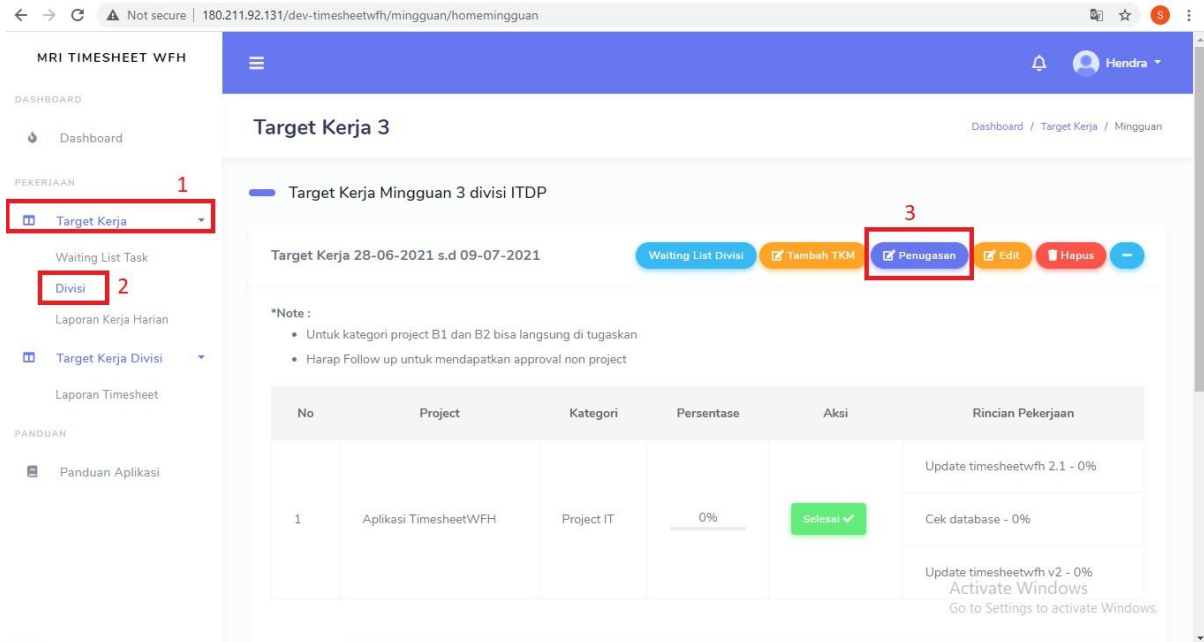 Not secure | 180.211.92.131/dev-timesheetwfh/mingguan/homemingguan
S
MRI TIMESHEET WFH
Hendra
DASHBOARD
Dashboard
Target Kerja 3
Dashboard / Target Kerja / Mingguan
PEKERJAAN
1
Target Kerja
Waiting List Task
Divisi
2
Laporan Kerja Harian
Target Kerja Divisi
Laporan Timesheet
PANDUAN
Panduan Aplikasi
Target Kerja Mingguan 3 divisi ITDP
3
Target Kerja 28-06-2021 s.d 09-07-2021
Waiting List Divisi
Tambah TKM
Penugasan
Edit
Hapus
*Note :
• Untuk kategori project B1 dan B2 bisa langsung di tugaskan
• Harap Follow up untuk mendapatkan approval non project
No Project Kategori Persentase Aksi Rincian Pekerjaan
1 Aplikasi TimesheetWFH Project IT 0% Selesai ✓
Update timesheetwfh 2.1 - 0%
Cek database - 0%
Update timesheetwfh v2 - 0%
Activate Windows
Go to Settings to activate Windows.